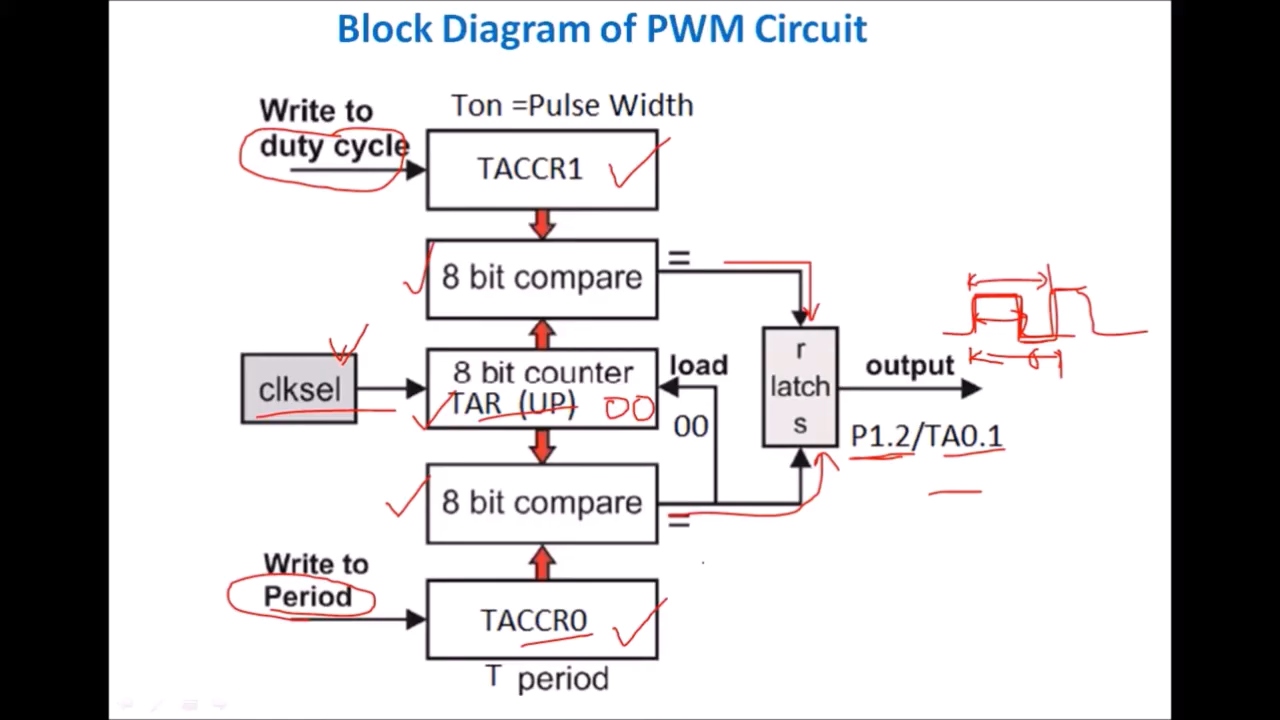 Block Diagram of PWM Circuit
Write to
duty cycle
Ton =Pulse Width
TACCR1
8 bit compare
=
clksel
8 bit counter
TAR (UP) 00
load
00
r
latch
s
output
P1.2/TA0.1
8 bit compare
=
Write to
Period
TACCR0
T period